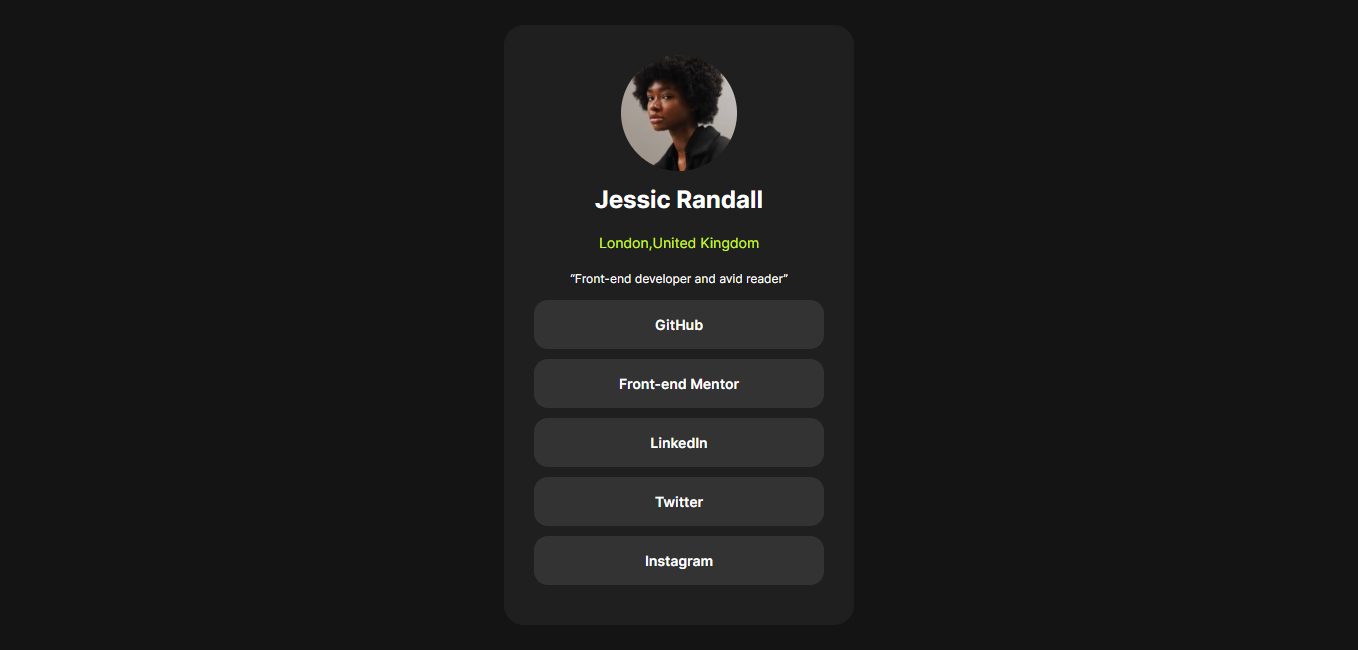 Jessic Randall
London,United Kingdom
“Front-end developer and avid reader”
GitHub
Front-end Mentor
LinkedIn
Twitter
Instagram